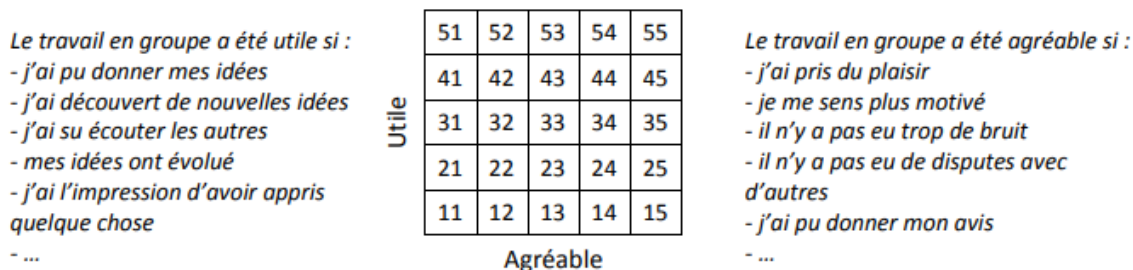 Le travail en groupe a été utile si :
- j'ai pu donner mes idées
- j'ai découvert de nouvelles idées
- j'ai su écouter les autres
- mes idées ont évolué
- j'ai l'impression d'avoir appris
quelque chose
- ...
Utile
51 52 53 54 55
41 42 43 44 45
31 32 33 34 35
21 22 23 24 25
11 12 13 14 15
Agréable
Le travail en groupe a été agréable si :
- j'ai pris du plaisir
- je me sens plus motivé
- il n'y a pas eu trop de bruit
- il n'y a pas eu de disputes avec
d'autres
- j'ai pu donner mon avis
- ...